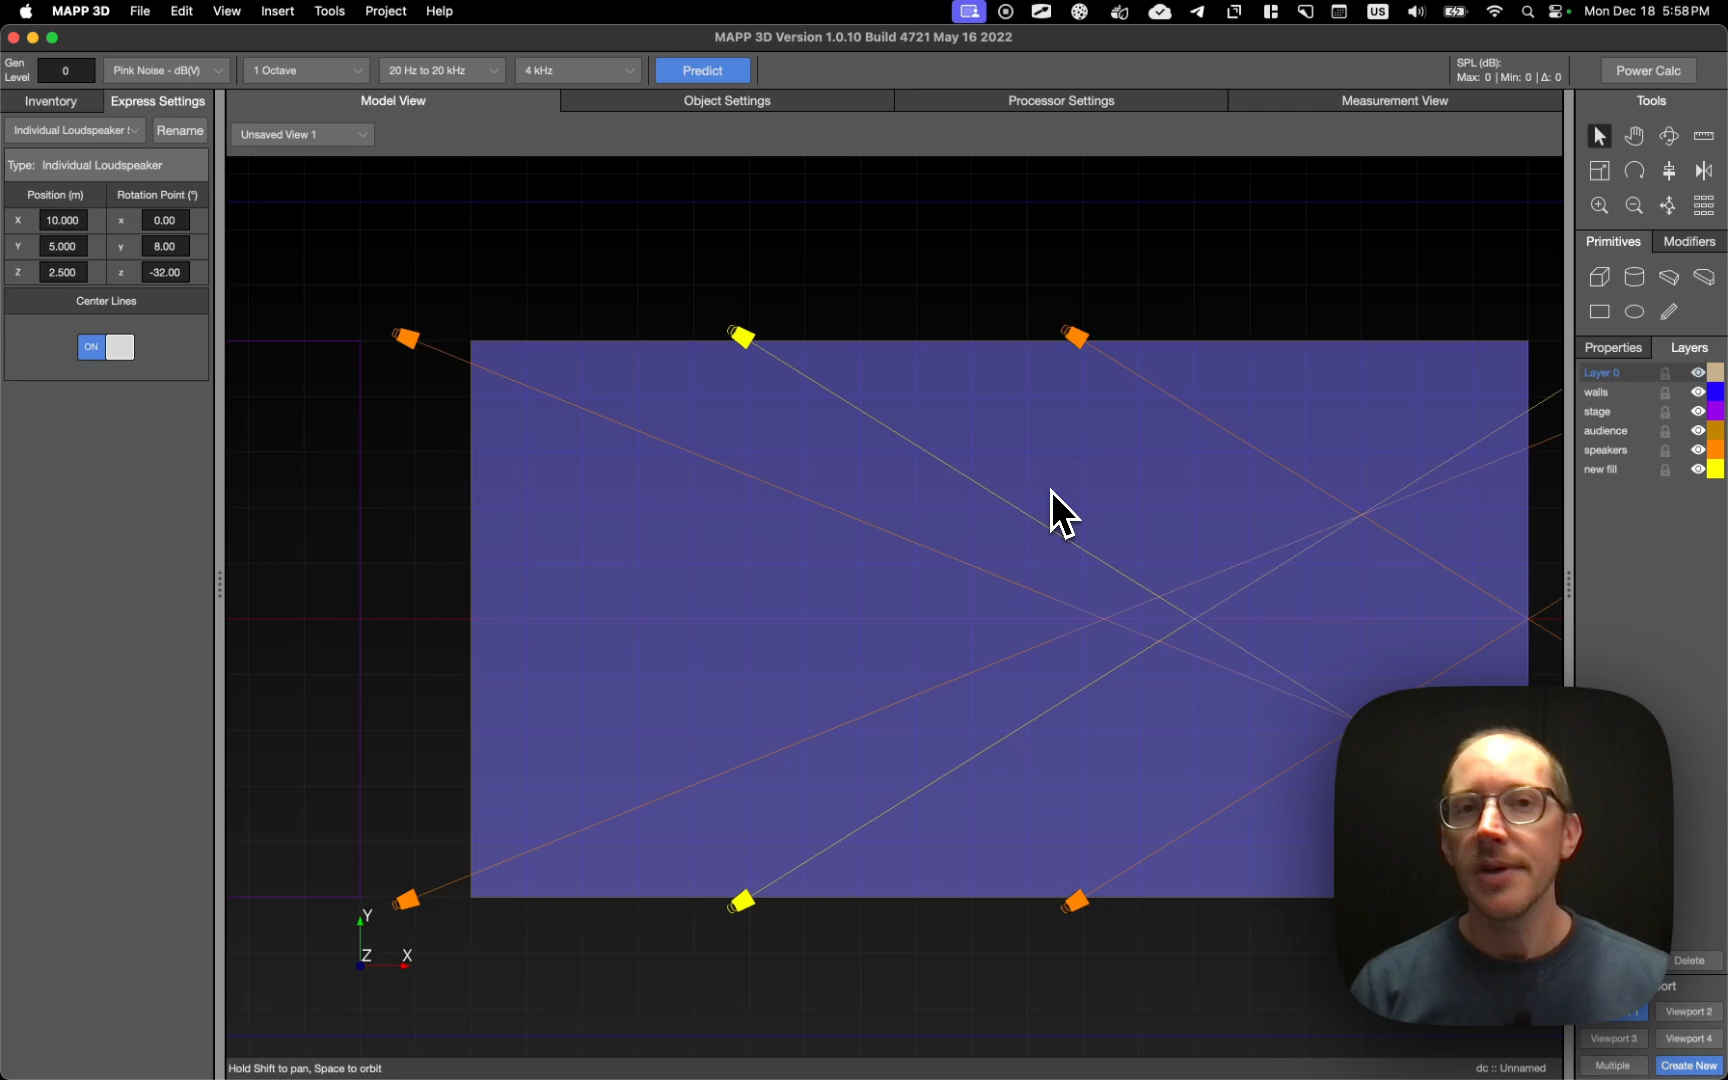 MAPP 3D File Edit View Insert Tools Project Help US Mon Dec 18 5:58PM
MAPP 3D Version 1.0.10 Build 4721 May 16 2022
Gen Level 0 Pink Noise - dB(V) 1 Octave 20 Hz to 20 kHz 4 kHz Predict
SPL (dB):
Max: 0 | Min: 0 | Δ: 0
Power Calc
Inventory Express Settings Model View Object Settings Processor Settings Measurement View Tools
Individual Loudspeaker Rename Unsaved View 1
Type: Individual Loudspeaker
Position (m) Rotation Point (°)
X 10.000 x 0.00
Y 5.000 y 8.00
Z 2.500 z -32.00
Center Lines
ON
Primitives Modifiers
Properties Layers
Layer 0
walls
stage
audience
speakers
new fill
Y
Z X
Delete
ort
Viewport 2
Viewport 3 Viewport 4
Multiple Create New
Hold Shift to pan, Space to orbit dc :: Unnamed